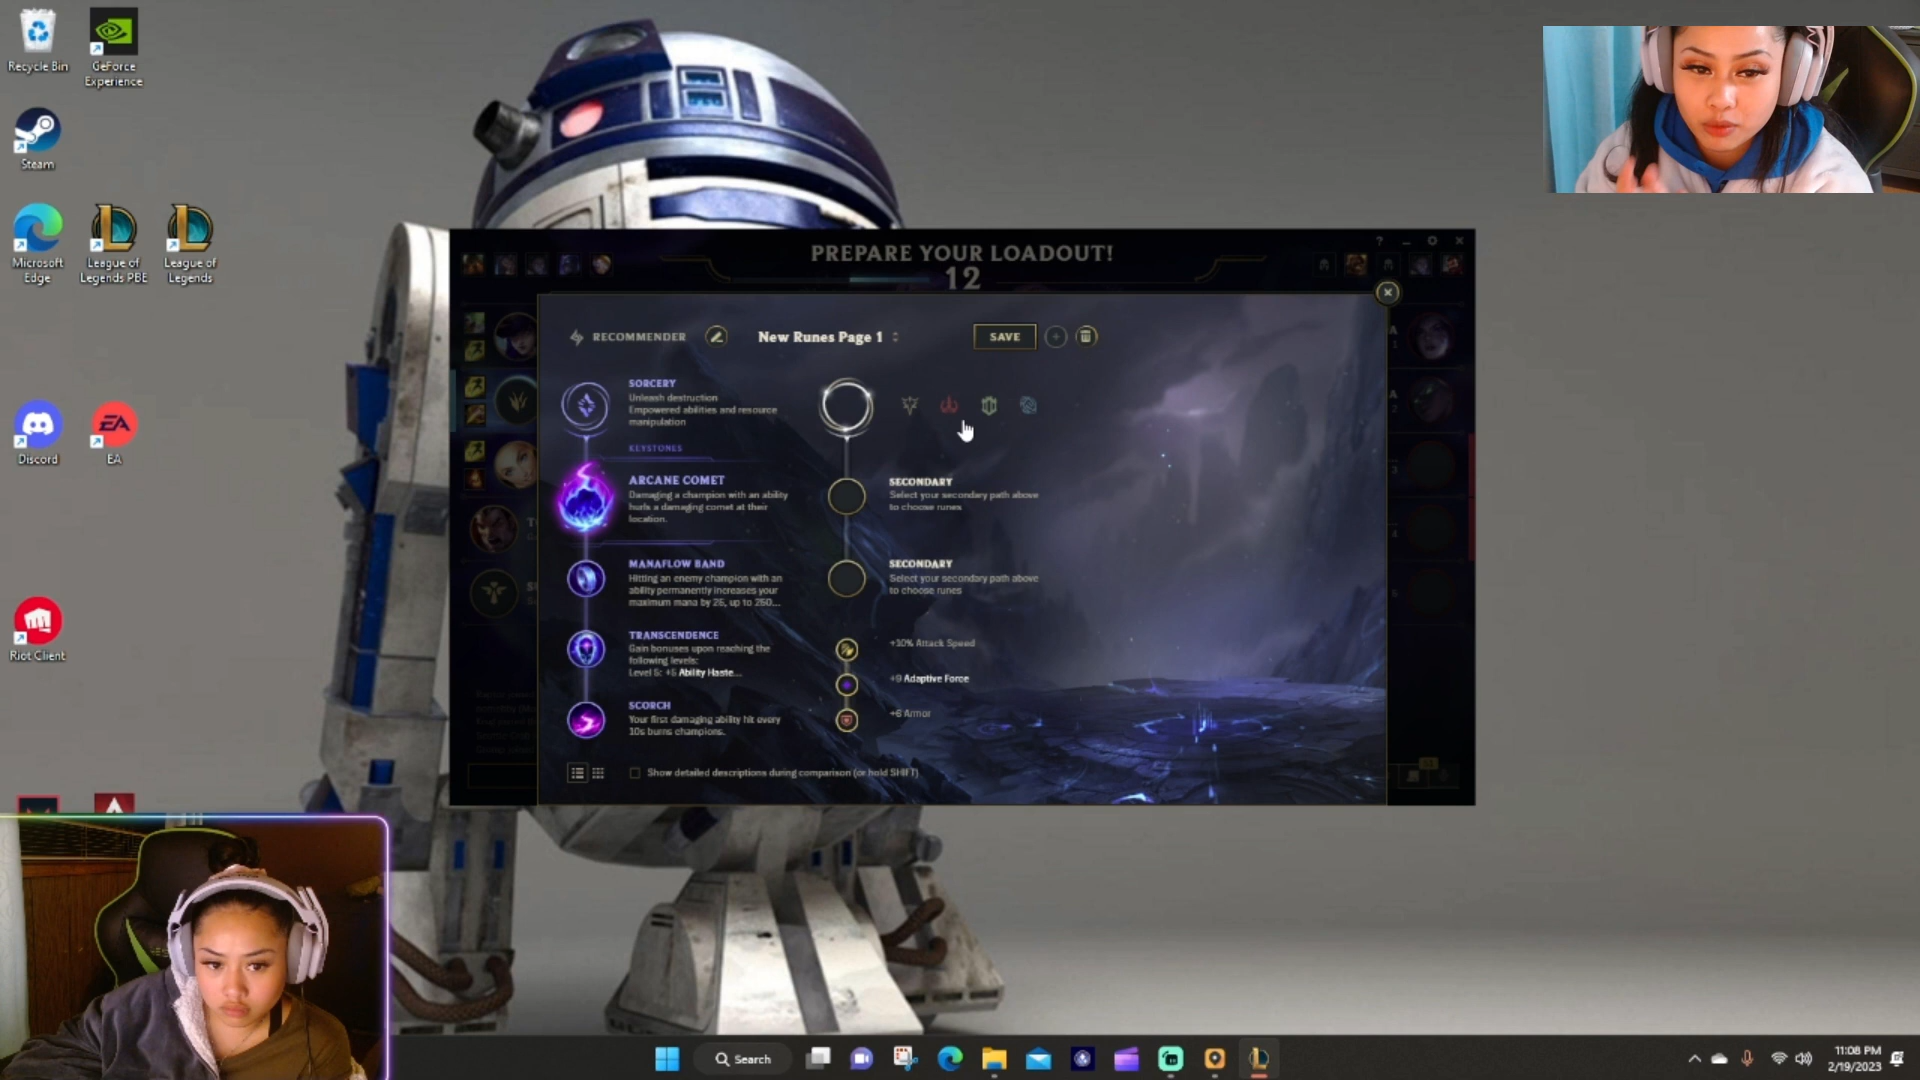 Recycle Bin
GeForce
Experience
Steam
Microsoft
Edge
League of
Legends PBE
League of
Legends
Discord
EA
EA
Riot Client
PREPARE YOUR LOADOUT!
12
RECOMMENDER
New Runes Page 1
SAVE
SORCERY
Unleash destruction
Empowered abilities and resource
manipulation
KEYSTONES
ARCANE COMET
Damaging a champion with an ability
hurls a damaging comet at their
location.
MANAFLOW BAND
Hitting an enemy champion with an
ability permanently increases your
maximum mana by 25, up to 250...
TRANSCENDENCE
Gain bonuses upon reaching the
following levels:
Level 5: +5 Ability Haste...
SCORCH
Your first damaging ability hit every
10s burns champions.
SECONDARY
Select your secondary path above
to choose runes
SECONDARY
Select your secondary path above
to choose runes
+10% Attack Speed
+9 Adaptive Force
+6 Armor
Show detailed descriptions during comparison (or hold SHIFT)
Search
11:08 PM
2/19/2023